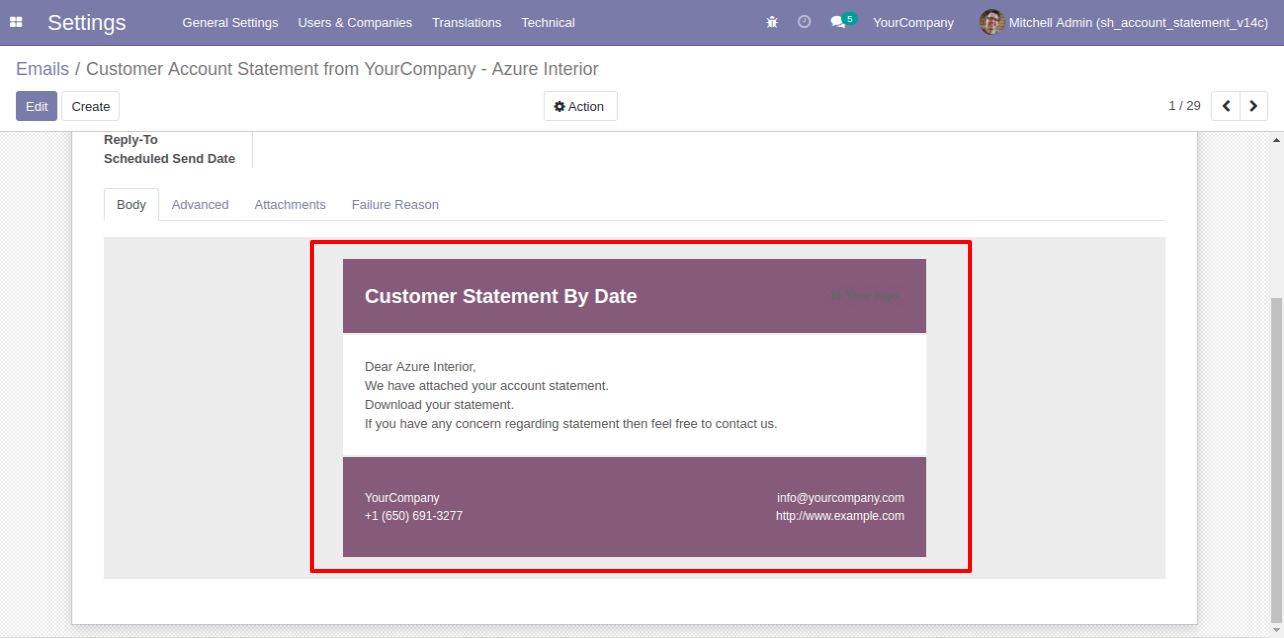 Settings General Settings Users & Companies Translations Technical 5 YourCompany Mitchell Admin (sh_account_statement_v14c)
Emails / Customer Account Statement from YourCompany - Azure Interior
Edit Create Action 1 / 29
Reply-To
Scheduled Send Date
Body Advanced Attachments Failure Reason
Customer Statement By Date
Dear Azure Interior,
We have attached your account statement.
Download your statement.
If you have any concern regarding statement then feel free to contact us.
YourCompany info@yourcompany.com
+1 (650) 691-3277 http://www.example.com